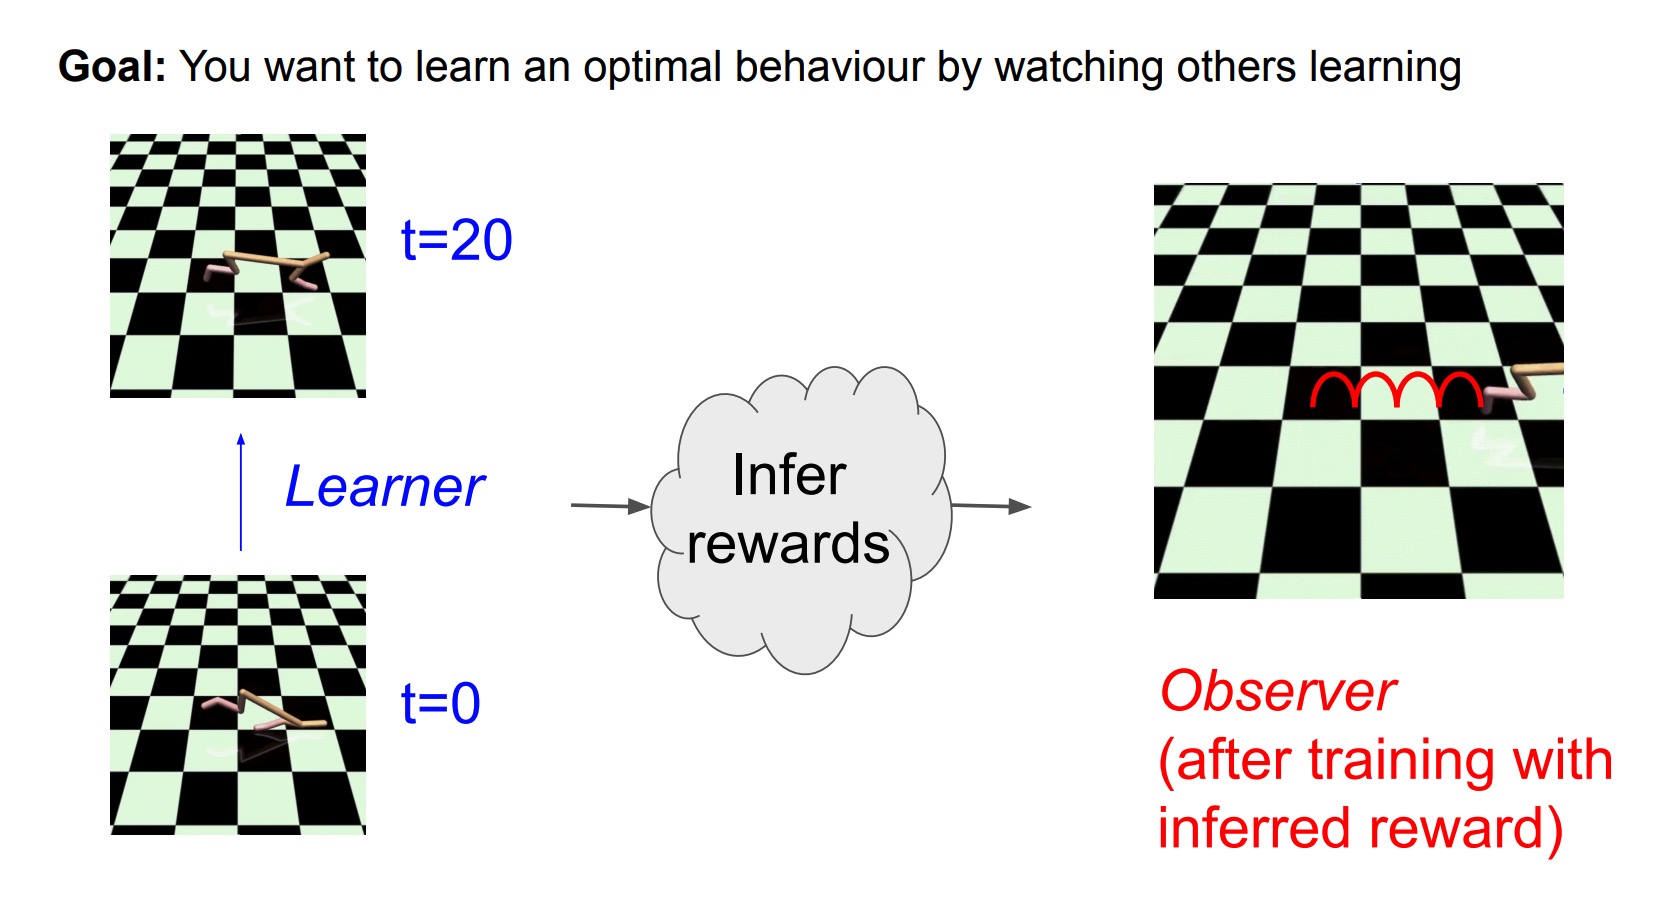 Goal: You want to learn an optimal behaviour by watching others learning
t=20
Learner
t=0
Infer
rewards
Observer
(after training with
inferred reward)